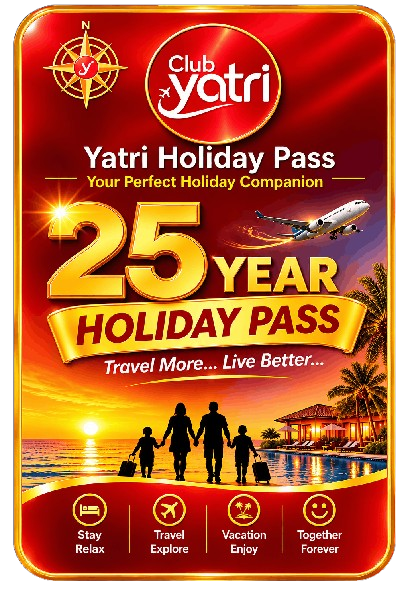 N
y
Club
yatri
Yatri Holiday Pass
Your Perfect Holiday Companion
25 YEAR
HOLIDAY PASS
Travel More... Live Better...
Stay
Relax
Travel
Explore
Vacation
Enjoy
Together
Forever